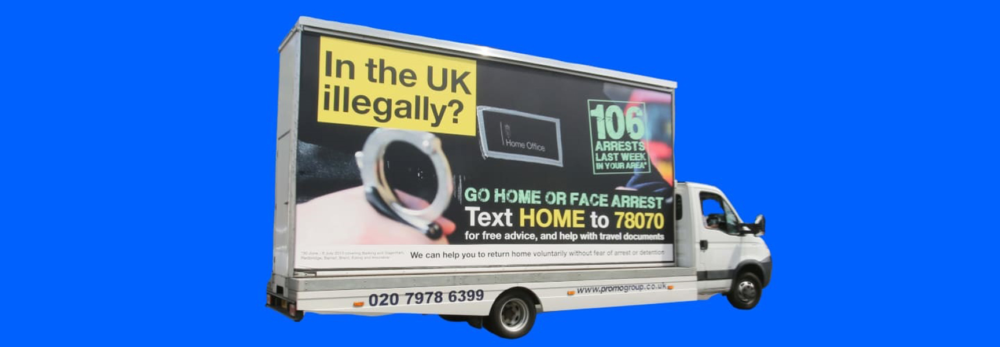 In the UK
illegally?
Home Office
106
ARRESTS
LAST WEEK
IN YOUR AREA*
GO HOME OR FACE ARREST
Text HOME to 78070
for free advice, and help with travel documents
We can help you to return home voluntarily without fear of arrest or detention
*30 June - 6 July 2013 covering Barking and Dagenham,
Redbridge, Barnet, Brent, Ealing and Hounslow
020 7978 6399
www.promogroup.co.uk